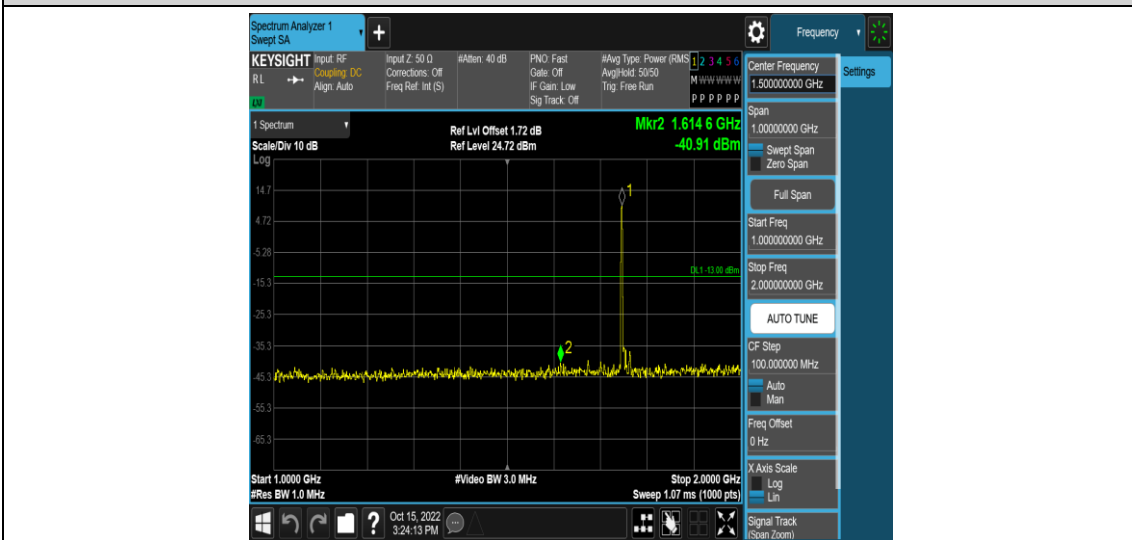 Spectrum Analyzer 1
Swept SA
+
Frequency
KEYSIGHT
RL
LXI
Input: RF
Coupling: DC
Align: Auto
Input Z: 50 Ω
Corrections: Off
Freq Ref: Int (S)
#Atten: 40 dB
PNO: Fast
Gate: Off
IF Gain: Low
Sig Track: Off
#Avg Type: Power (RMS
Avg|Hold: 50/50
Trig: Free Run
1 2 3 4 5 6
M W W W W W
P P P P P P
1 Spectrum
Scale/Div 10 dB
Log
Ref Lvl Offset 1.72 dB
Ref Level 24.72 dBm
Mkr2 1.614 6 GHz
-40.91 dBm
14.7
4.72
-5.28
-15.3
-25.3
-35.3
-45.3
-55.3
-65.3
1
2
DL1 -13.00 dBm
Start 1.0000 GHz
#Res BW 1.0 MHz
#Video BW 3.0 MHz
Stop 2.0000 GHz
Sweep 1.07 ms (1000 pts)
Center Frequency
1.500000000 GHz
Settings
Span
1.00000000 GHz
Swept Span
Zero Span
Full Span
Start Freq
1.000000000 GHz
Stop Freq
2.000000000 GHz
AUTO TUNE
CF Step
100.000000 MHz
Auto
Man
Freq Offset
0 Hz
X Axis Scale
Log
Lin
Signal Track
(Span Zoom)
?
Oct 15, 2022
3:24:13 PM